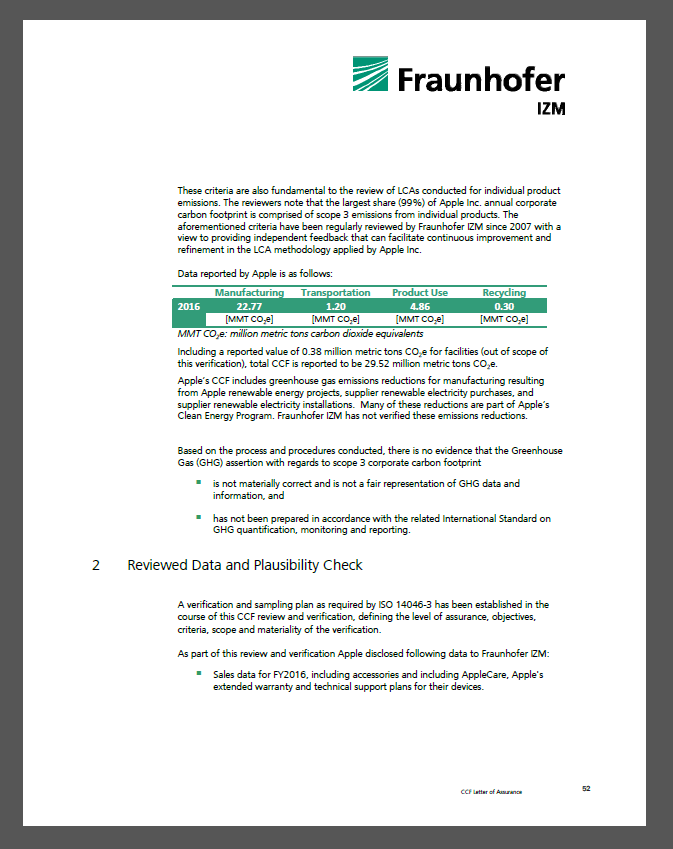 Fraunhofer
IZM
These criteria are also fundamental to the review of LCAs conducted for individual product
emissions. The reviewers note that the largest share (99%) of Apple Inc. annual corporate
carbon footprint is comprised of scope 3 emissions from individual products. The
aforementioned criteria have been regularly reviewed by Fraunhofer IZM since 2007 with a
view to providing independent feedback that can facilitate continuous improvement and
refinement in the LCA methodology applied by Apple Inc.
Data reported by Apple is as follows:
Manufacturing Transportation Product Use Recycling
2016 22.77 1.20 4.86 0.30
[MMT CO₂e] [MMT CO₂e] [MMT CO₂e] [MMT CO₂e]
MMT CO₂e: million metric tons carbon dioxide equivalents
Including a reported value of 0.38 million metric tons CO₂e for facilities (out of scope of
this verification), total CCF is reported to be 29.52 million metric tons CO₂e.
Apple's CCF includes greenhouse gas emissions reductions for manufacturing resulting
from Apple renewable energy projects, supplier renewable electricity purchases, and
supplier renewable electricity installations. Many of these reductions are part of Apple's
Clean Energy Program. Fraunhofer IZM has not verified these emissions reductions.
Based on the process and procedures conducted, there is no evidence that the Greenhouse
Gas (GHG) assertion with regards to scope 3 corporate carbon footprint
▪ is not materially correct and is not a fair representation of GHG data and
information, and
▪ has not been prepared in accordance with the related International Standard on
GHG quantification, monitoring and reporting.
2 Reviewed Data and Plausibility Check
A verification and sampling plan as required by ISO 14046-3 has been established in the
course of this CCF review and verification, defining the level of assurance, objectives,
criteria, scope and materiality of the verification.
As part of this review and verification Apple disclosed following data to Fraunhofer IZM:
▪ Sales data for FY2016, including accessories and including AppleCare, Apple's
extended warranty and technical support plans for their devices.
CCF Letter of Assurance 52